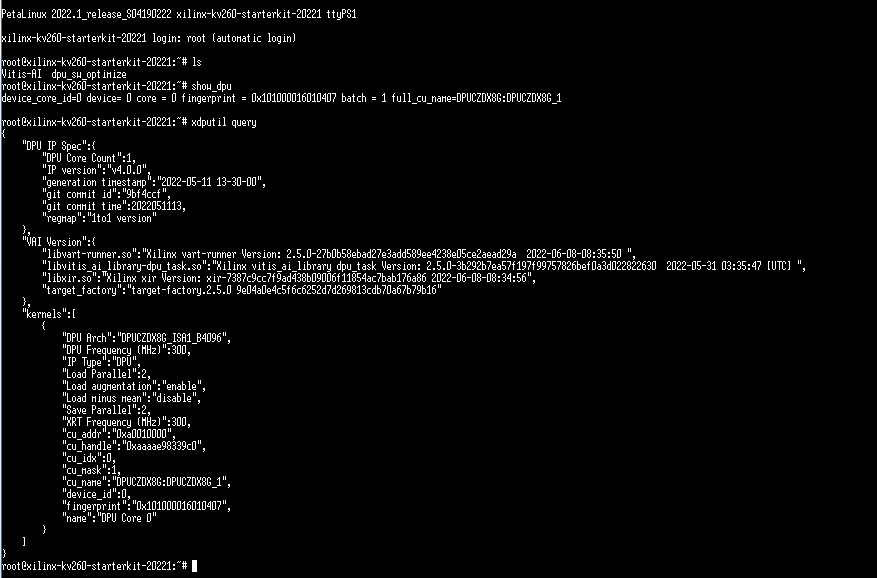 PetaLinux 2022.1_release_S04190222 xilinx-kv260-starterkit-20221 ttyPS1
xilinx-kv260-starterkit-20221 login: root (automatic login)
root@xilinx-kv260-starterkit-20221:~# ls
Vitis-AI  dpu_sw_optimize
root@xilinx-kv260-starterkit-20221:~# show_dpu
device_core_id=0 device= 0 core = 0 fingerprint = 0x101000016010407 batch = 1 full_cu_name=DPUCZDX8G:DPUCZDX8G_1
root@xilinx-kv260-starterkit-20221:~# xdputil query
{
    "DPU IP Spec":{
        "DPU Core Count":1,
        "IP version":"v4.0.0",
        "generation timestamp":"2022-05-11 13-30-00",
        "git commit id":"9bf4ccf",
        "git commit time":2022051113,
        "regmap":"1to1 version"
    },
    "VAI Version":{
        "libvart-runner.so":"Xilinx vart-runner Version: 2.5.0-27b0b58ebad27e3add589ee4238e05ce2aead29a  2022-06-08-08:35:50 ",
        "libvitis_ai_library-dpu_task.so":"Xilinx vitis_ai_library dpu_task Version: 2.5.0-3b292b7ea57f197f99757826bef0a3d022822630  2022-05-31 03:35:47 [UTC] ",
        "libxir.so":"Xilinx xir Version: xir-7387c9cc7f9ad438b09006f11854ac7bab176a86 2022-06-08-08:34:56",
        "target_factory":"target-factory.2.5.0 9e04a0e4c5f6c6252d7d269813cdb70a67b79b16"
    },
    "kernels":[
        {
            "DPU Arch":"DPUCZDX8G_ISA1_B4096",
            "DPU Frequency (MHz)":300,
            "IP Type":"DPU",
            "Load Parallel":2,
            "Load augmentation":"enable",
            "Load minus mean":"disable",
            "Save Parallel":2,
            "XRT Frequency (MHz)":300,
            "cu_addr":"0xa0010000",
            "cu_handle":"0xaaaae98339c0",
            "cu_idx":0,
            "cu_mask":1,
            "cu_name":"DPUCZDX8G:DPUCZDX8G_1",
            "device_id":0,
            "fingerprint":"0x101000016010407",
            "name":"DPU Core 0"
        }
    ]
}
root@xilinx-kv260-starterkit-20221:~#